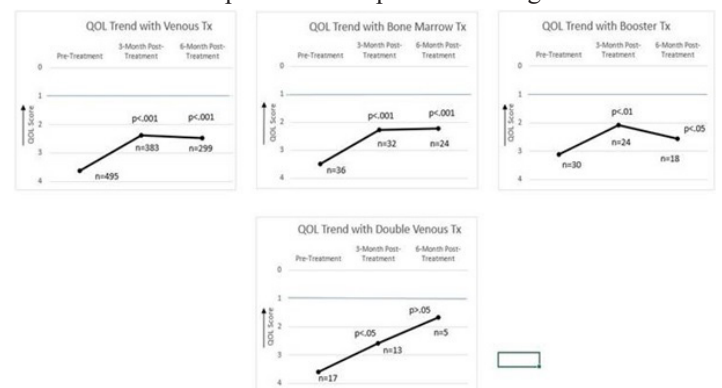 QOL Trend with Venous Tx
Pre-Treatment
3-Month Post-
Treatment
6-Month Post-
Treatment
0
1
2
3
4
QOL Score
p<.001
p<.001
n=495
n=383
n=299
QOL Trend with Bone Marrow Tx
Pre-Treatment
3-Month Post-
Treatment
6-Month Post-
Treatment
0
1
2
3
4
QOL Score
p<.001
p<.001
n=36
n=32
n=24
QOL Trend with Booster Tx
Pre-Treatment
3-Month Post-
Treatment
6-Month Post-
Treatment
0
1
2
3
4
QOL Score
p<.01
p<.05
n=30
n=24
n=18
QOL Trend with Double Venous Tx
Pre-Treatment
3-Month Post-
Treatment
6-Month Post-
Treatment
0
1
2
3
4
QOL Score
p<.05
p>.05
n=17
n=13
n=5